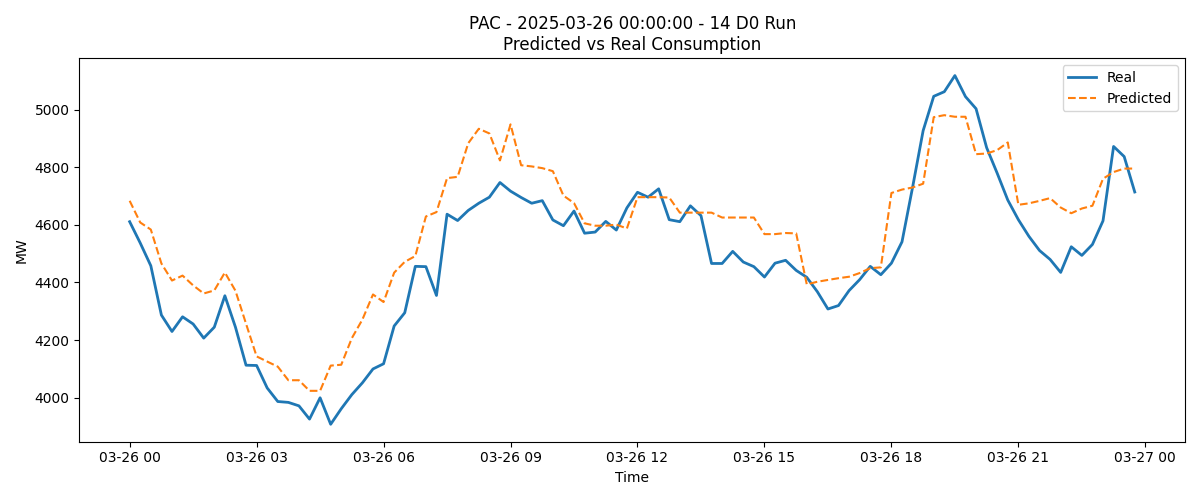 PAC - 2025-03-26 00:00:00 - 14 D0 Run
Predicted vs Real Consumption
Real
Predicted
MW
5000
4800
4600
4400
4200
4000
03-26 00
03-26 03
03-26 06
03-26 09
03-26 12
03-26 15
03-26 18
03-26 21
03-27 00
Time